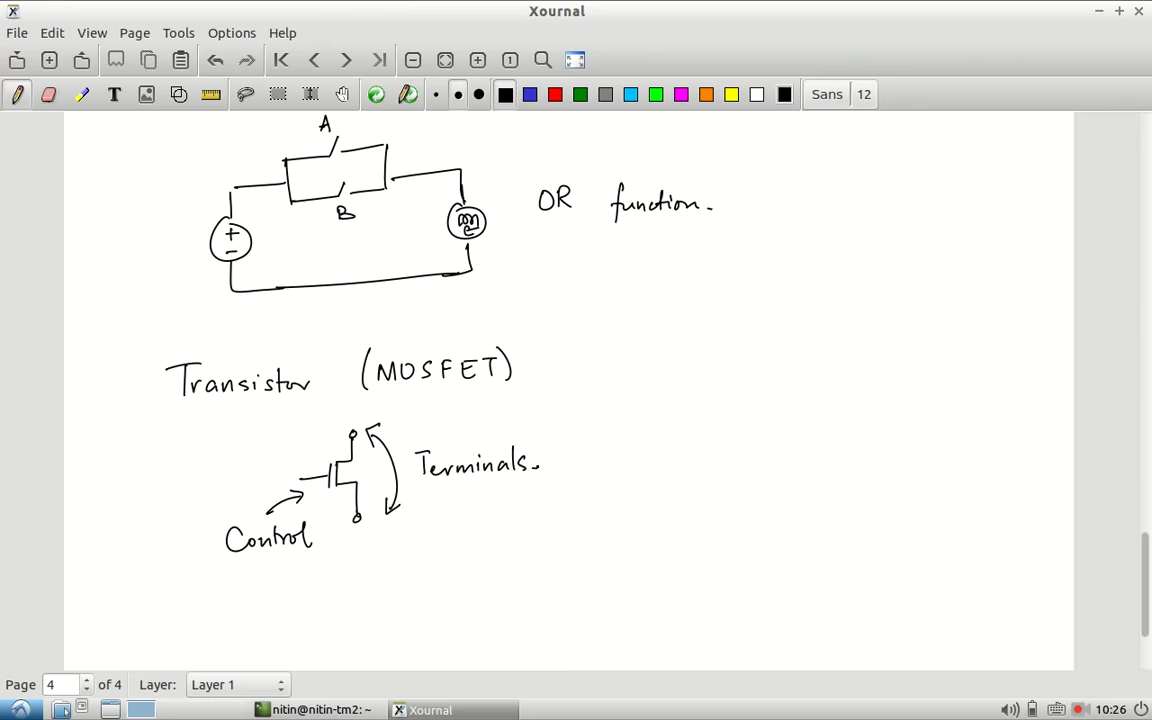 Xournal
File Edit View Page Tools Options Help
Sans 12
A
B
+
−
OR function.
Transistor (MOSFET)
Terminals.
Control
Page 4 of 4 Layer: Layer 1
nitin@nitin-tm2: ~ Xournal 10:26